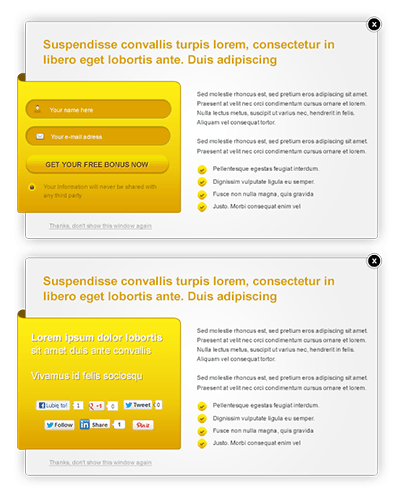 x
Suspendisse convallis turpis lorem, consectetur in
libero eget lobortis ante. Duis adipiscing
Your name here
Your e-mail adress
GET YOUR FREE BONUS NOW
Your information will never be shared with
any third party
Thanks, don't show this window again
Sed molestie rhoncus est, sed pretium eros adipiscing sit amet.
Praesent at velit nec orci condimentum cursus ornare et lorem.
Nulla lectus metus, suscipit ut varius nec, hendrerit in felis.
Aliquam vel consequat tortor.
Sed molestie rhoncus est, sed pretium eros adipiscing sit amet.
Praesent at velit nec orci condimentum cursus ornare et lorem.
Pellentesque egestas feugiat interdum.
Dignissim vulputate ligula eu semper.
Fusce non nulla magna, quis gravida
Justo. Morbi consequat enim vel
x
Suspendisse convallis turpis lorem, consectetur in
libero eget lobortis ante. Duis adipiscing
Lorem ipsum dolor lobortis
sit amet duis ante convallis
Vivamus id felis sociosqu
Lubię to! 1 g +1 0 Tweet 0
Follow in Share 1 Pinit
Thanks, don't show this window again
Sed molestie rhoncus est, sed pretium eros adipiscing sit amet.
Praesent at velit nec orci condimentum cursus ornare et lorem.
Nulla lectus metus, suscipit ut varius nec, hendrerit in felis.
Aliquam vel consequat tortor.
Sed molestie rhoncus est, sed pretium eros adipiscing sit amet.
Praesent at velit nec orci condimentum cursus ornare et lorem.
Pellentesque egestas feugiat interdum.
Dignissim vulputate ligula eu semper.
Fusce non nulla magna, quis gravida
Justo. Morbi consequat enim vel